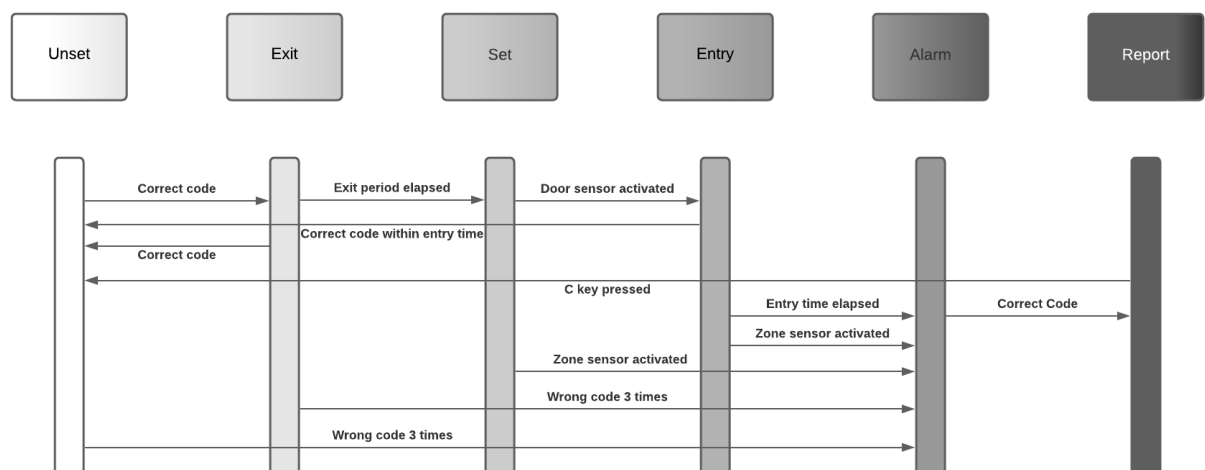 Unset
Exit
Set
Entry
Alarm
Report
Correct code
Exit period elapsed
Door sensor activated
Correct code within entry time
Correct code
C key pressed
Entry time elapsed
Correct Code
Zone sensor activated
Zone sensor activated
Wrong code 3 times
Wrong code 3 times